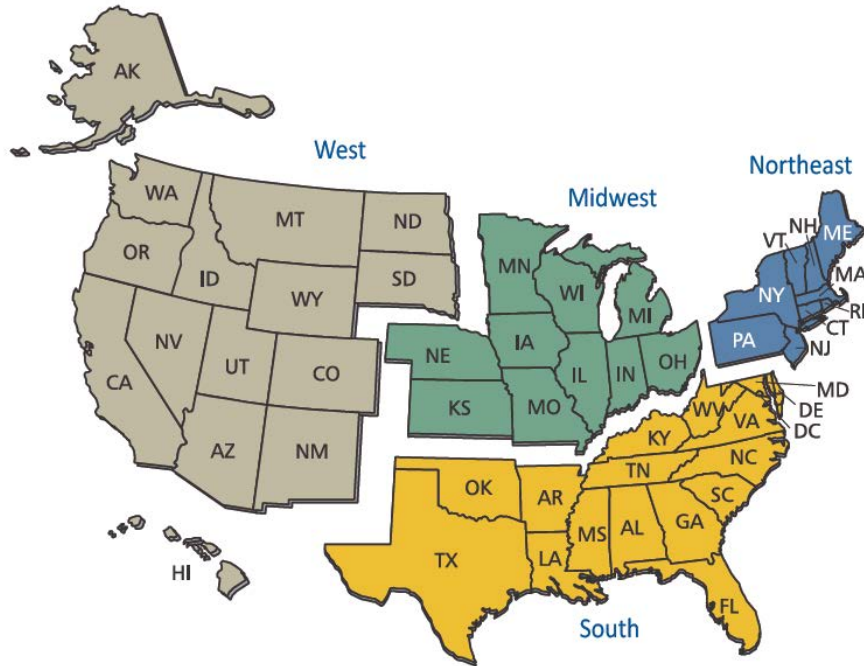 AK
West
Northeast
Midwest
WA
MT
ND
MN
VT
NH
ME
OR
ID
SD
WI
MI
NY
MA
RI
CT
WY
PA
NJ
NV
UT
NE
IA
IL
IN
OH
CA
CO
KS
MO
WV
VA
MD
DE
DC
AZ
NM
KY
OK
AR
TN
NC
SC
TX
LA
MS
AL
GA
HI
FL
South